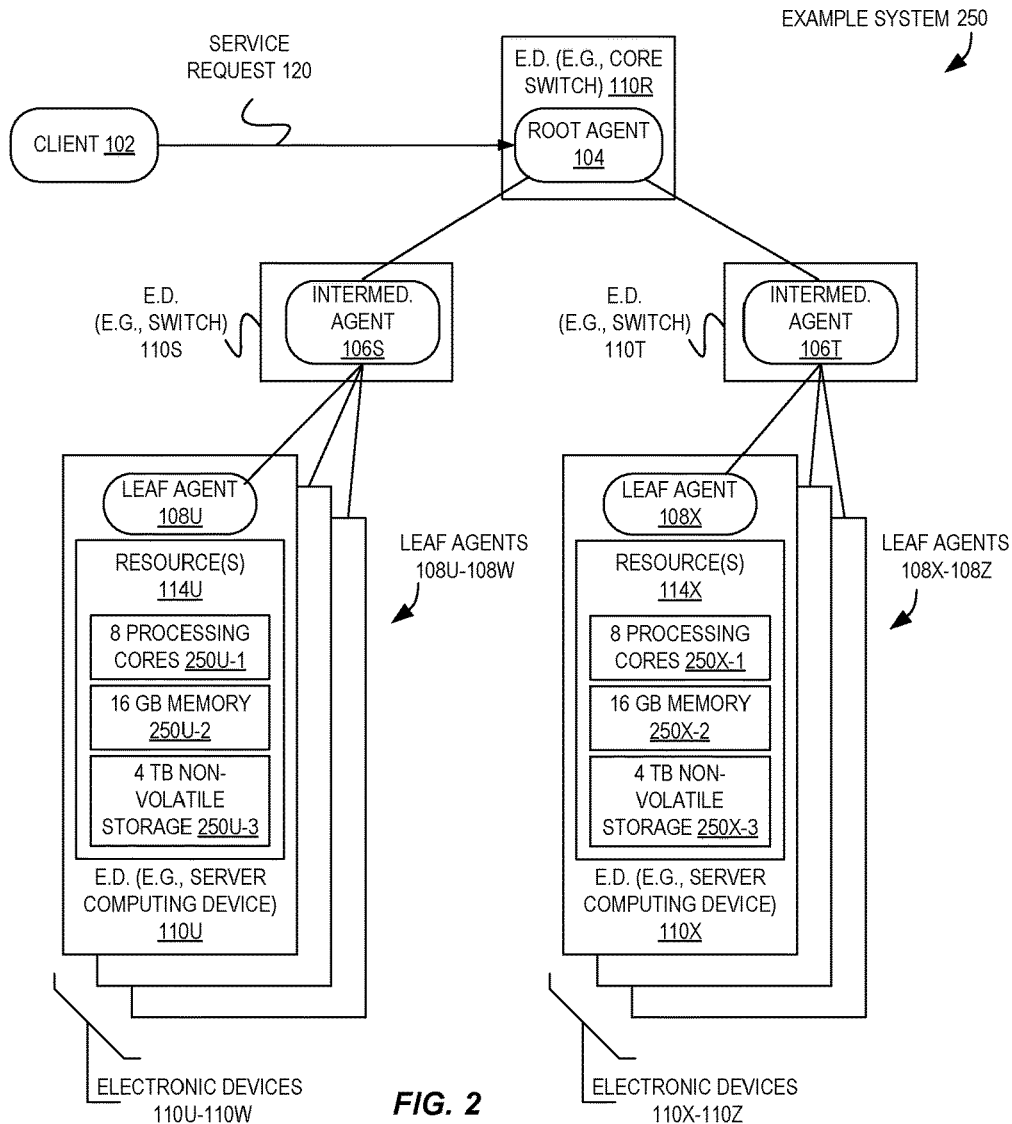 EXAMPLE SYSTEM 250
SERVICE
REQUEST 120
E.D. (E.G., CORE
SWITCH) 110R
CLIENT 102
ROOT AGENT
104
E.D.
(E.G., SWITCH)
110S
INTERMED.
AGENT
106S
E.D.
(E.G., SWITCH)
110T
INTERMED.
AGENT
106T
LEAF AGENT
108U
RESOURCE(S)
114U
8 PROCESSING
CORES 250U-1
16 GB MEMORY
250U-2
4 TB NON-
VOLATILE
STORAGE 250U-3
E.D. (E.G., SERVER
COMPUTING DEVICE)
110U
LEAF AGENTS
108U-108W
LEAF AGENT
108X
RESOURCE(S)
114X
8 PROCESSING
CORES 250X-1
16 GB MEMORY
250X-2
4 TB NON-
VOLATILE
STORAGE 250X-3
E.D. (E.G., SERVER
COMPUTING DEVICE)
110X
LEAF AGENTS
108X-108Z
ELECTRONIC DEVICES
110U-110W
FIG. 2
ELECTRONIC DEVICES
110X-110Z